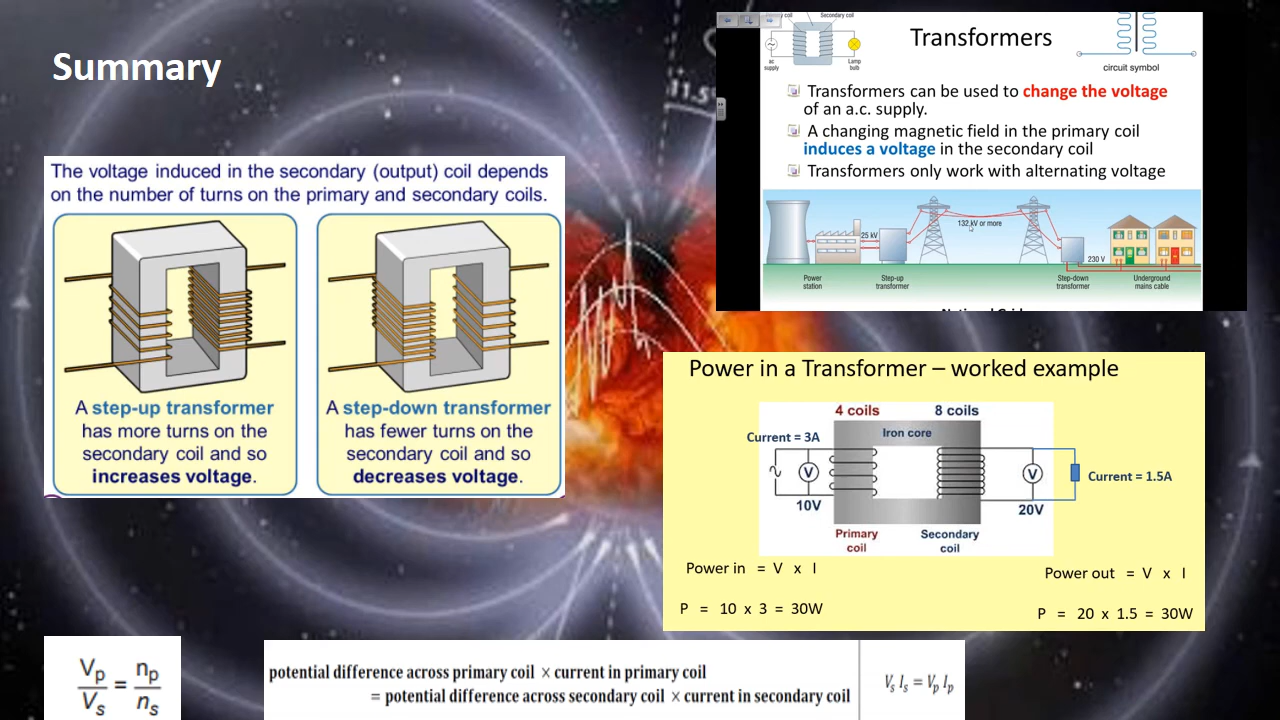 Summary
The voltage induced in the secondary (output) coil depends
on the number of turns on the primary and secondary coils.
A step-up transformer
has more turns on the
secondary coil and so
increases voltage.
A step-down transformer
has fewer turns on the
secondary coil and so
decreases voltage.
coil
Secondary coil
ac
supply
Lamp
bulb
Transformers
circuit symbol
Transformers can be used to change the voltage
of an a.c. supply.
A changing magnetic field in the primary coil
induces a voltage in the secondary coil
Transformers only work with alternating voltage
25 kV
132 kV or more
230 V
Power
station
Step-up
transformer
Step-down
transformer
Underground
mains cable
11.5
Power in a Transformer – worked example
4 coils
8 coils
Iron core
Current = 3A
V
V
Current = 1.5A
10V
20V
Primary
coil
Secondary
coil
Power in = V x I
P = 10 x 3 = 30W
Power out = V x I
P = 20 x 1.5 = 30W
Vp/Vs = np/ns
potential difference across primary coil × current in primary coil
= potential difference across secondary coil × current in secondary coil
Vs Is = Vp Ip